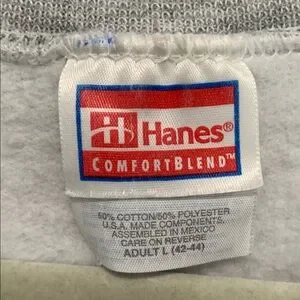 Hanes®
COMFORTBLEND™
50% COTTON/50% POLYESTER
U.S.A. MADE COMPONENTS
ASSEMBLED IN MEXICO
CARE ON REVERSE
ADULT L (42-44)